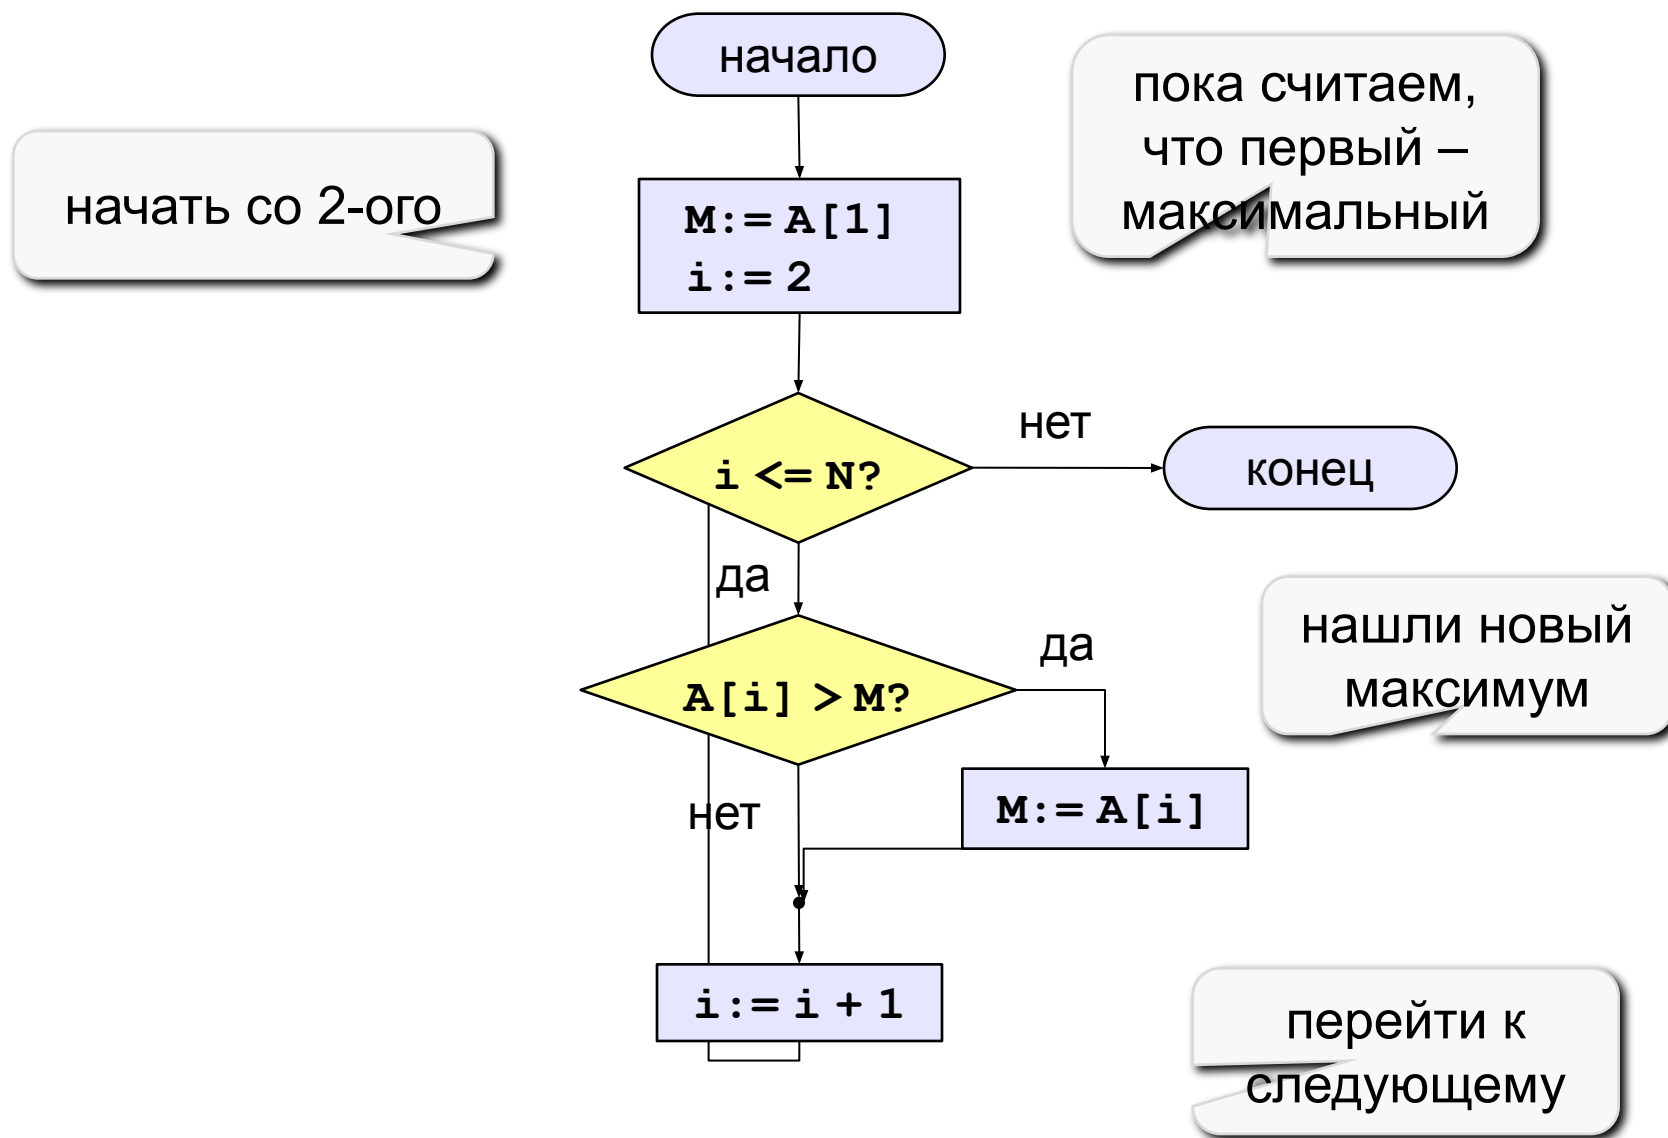 начало
пока считаем,
что первый –
максимальный
начать со 2-ого
M:= A[1]
i:= 2
i <= N?
нет
конец
да
A[i] > M?
да
нашли новый
максимум
нет
M:= A[i]
i:= i + 1
перейти к
следующему